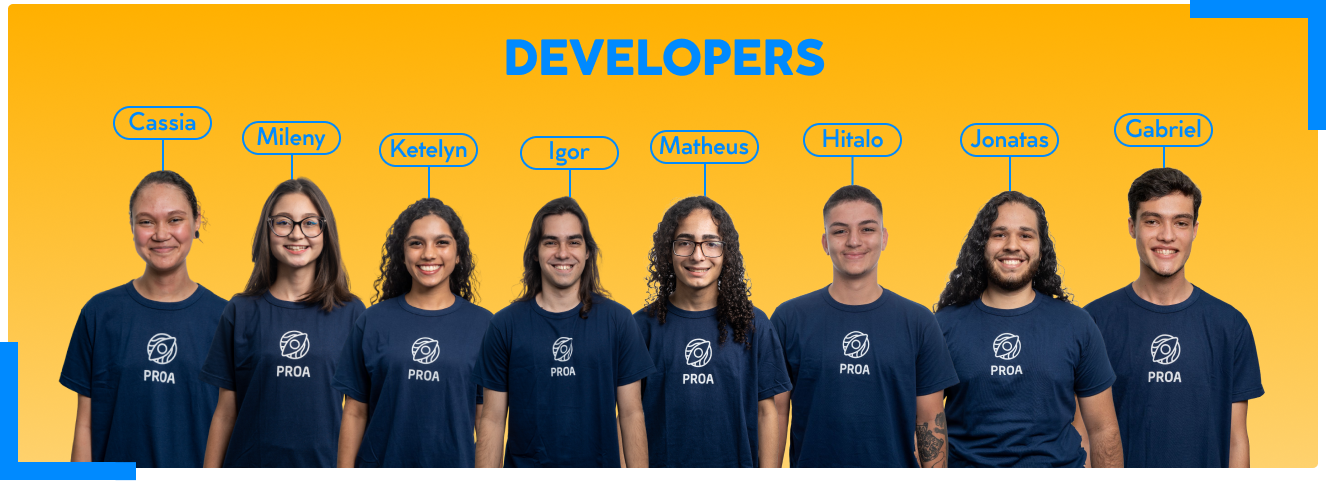 DEVELOPERS
Cassia
Mileny
Ketelyn
Igor
Matheus
Hitalo
Jonatas
Gabriel
PROA
PROA
PROA
PROA
PROA
PROA
PROA
PROA